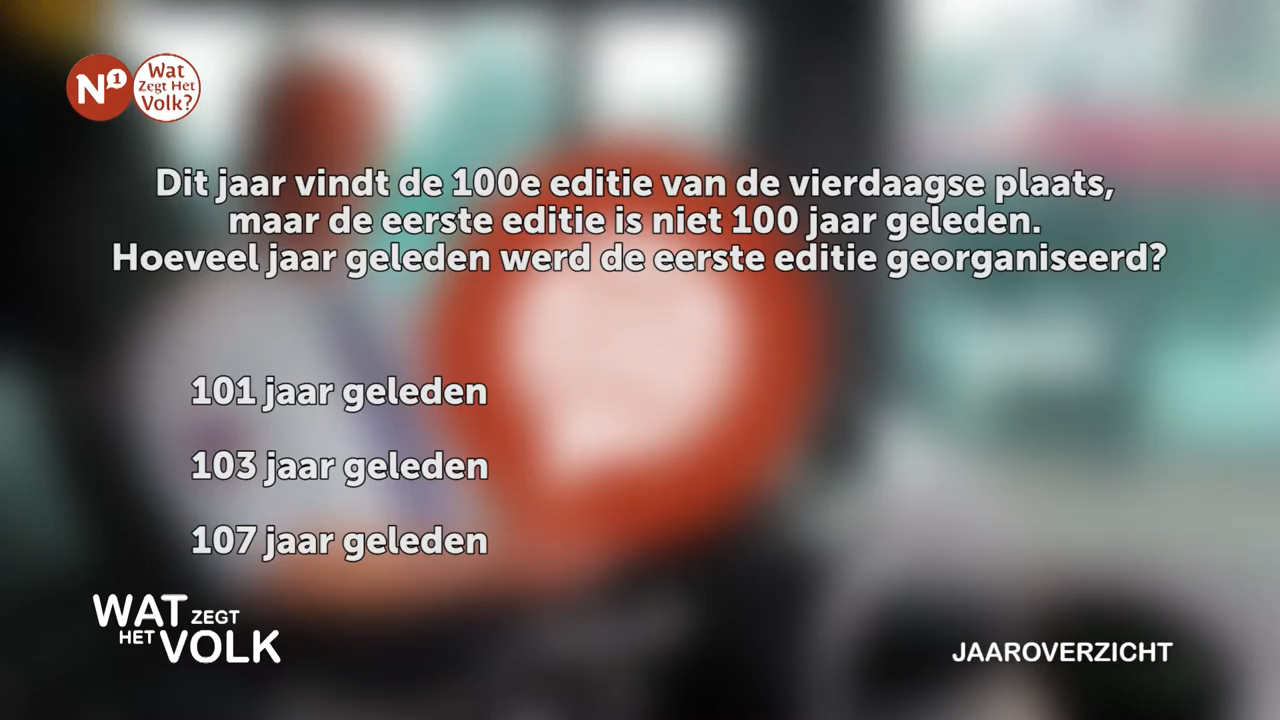 N1
Wat
Zegt Het
Volk?
Dit jaar vindt de 100e editie van de vierdaagse plaats,
maar de eerste editie is niet 100 jaar geleden.
Hoeveel jaar geleden werd de eerste editie georganiseerd?
101 jaar geleden
103 jaar geleden
107 jaar geleden
WAT ZEGT
HET VOLK
JAAROVERZICHT